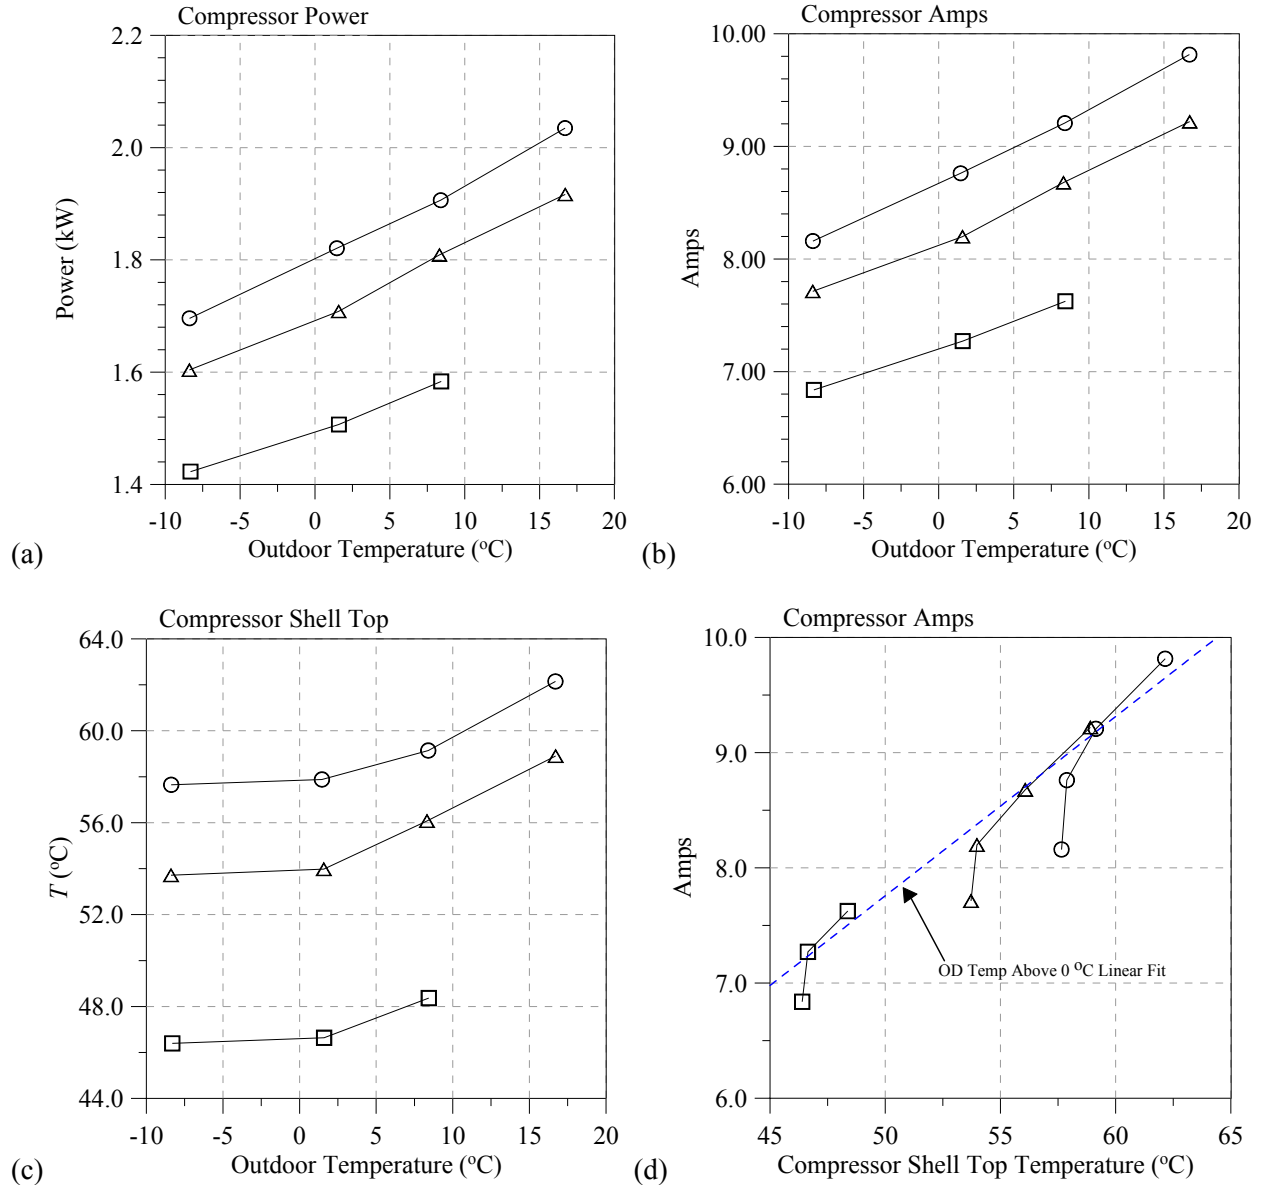 Compressor Power
2.2
2.0
1.8
1.6
1.4
Power (kW)
-10 -5 0 5 10 15 20
Outdoor Temperature (ºC)
(a)
Compressor Amps
10.00
9.00
8.00
7.00
6.00
Amps
-10 -5 0 5 10 15 20
Outdoor Temperature (ºC)
(b)
Compressor Shell Top
64.0
60.0
56.0
52.0
48.0
44.0
T (ºC)
-10 -5 0 5 10 15 20
Outdoor Temperature (ºC)
(c)
Compressor Amps
10.0
9.0
8.0
7.0
6.0
Amps
OD Temp Above 0 ºC Linear Fit
45 50 55 60 65
Compressor Shell Top Temperature (ºC)
(d)